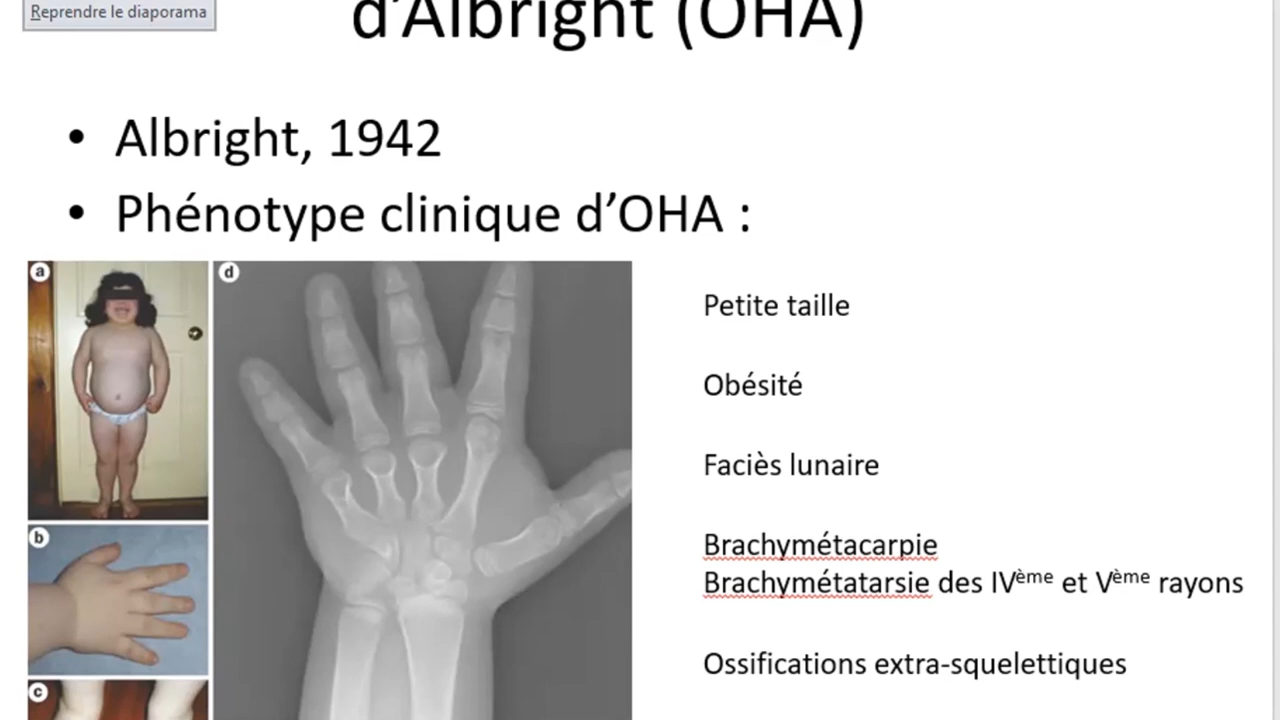 Reprendre le diaporama
d'Albright (OHA)
• Albright, 1942
• Phénotype clinique d'OHA :
a
d
Petite taille
Obésité
Faciès lunaire
b
Brachymétacarpie
Brachymétatarsie des IVème et Vème rayons
Ossifications extra-squelettiques
c